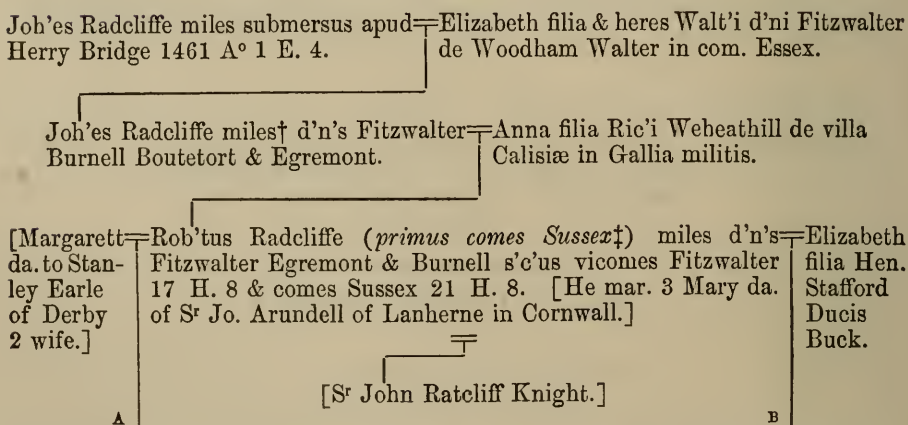 Joh'es Radcliffe miles submersus apud
Herry Bridge 1461 Aº 1 E. 4.
Elizabeth filia & heres Walt'i d'ni Fitzwalter
de Woodham Walter in com. Essex.
Joh'es Radcliffe miles† d'n's Fitzwalter
Burnell Boutetort & Egremont.
Anna filia Ric'i Weheathill de villa
Calisiæ in Gallia militis.
[Margarett
da. to Stan-
ley Earle
of Derby
2 wife.]
Rob'tus Radcliffe (primus comes Sussex‡) miles d'n's
Fitzwalter Egremont & Burnell s'c'us vicomes Fitzwalter
17 H. 8 & comes Sussex 21 H. 8. [He mar. 3 Mary da.
of Sʳ Jo. Arundell of Lanherne in Cornwall.]
Elizabeth
filia Hen.
Stafford
Ducis
Buck.
[Sʳ John Ratcliff Knight.]
A
B